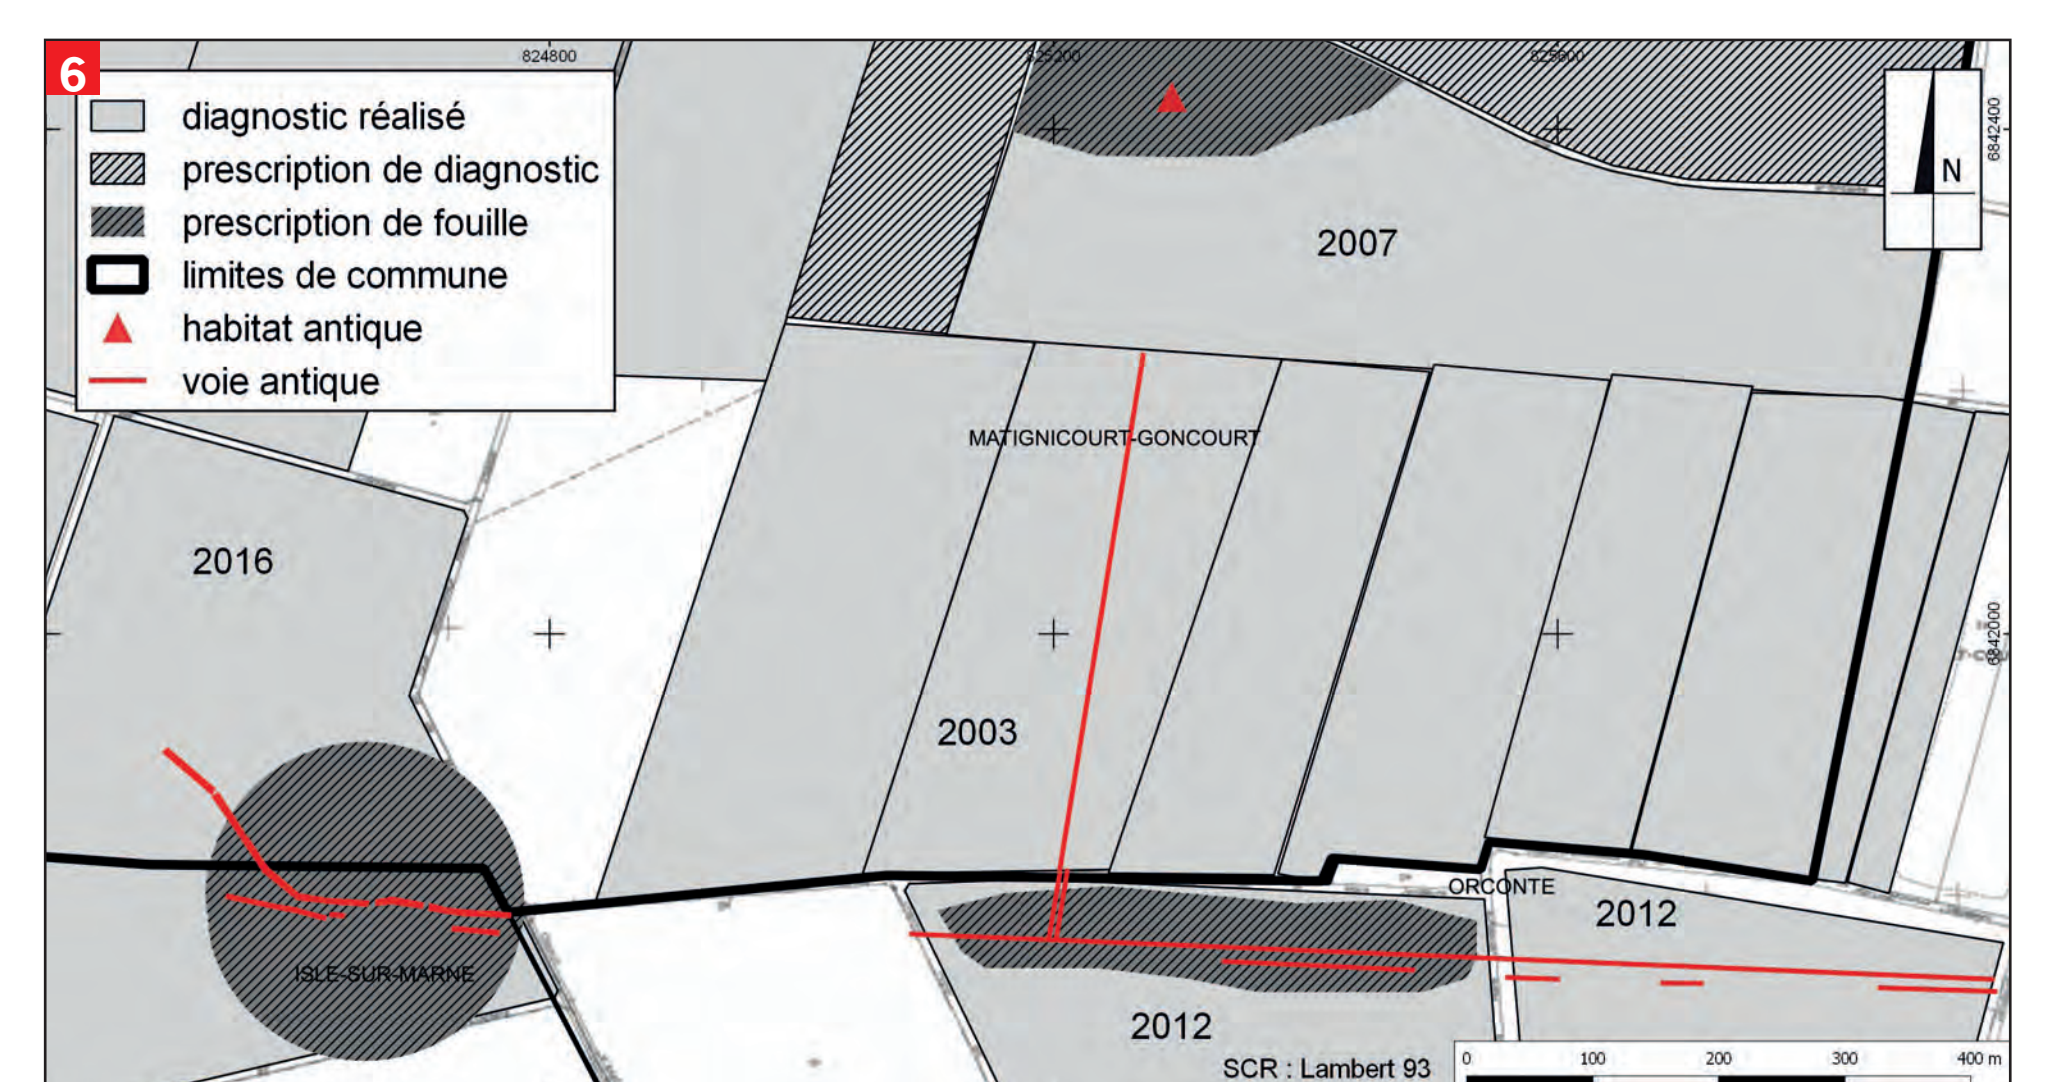 6
824800
825200
825600
diagnostic réalisé
prescription de diagnostic
prescription de fouille
limites de commune
habitat antique
voie antique
6842400
N
2007
MATIGNICOURT-GONCOURT
2016
6842000
2003
ORCONTE
2012
ISLE-SUR-MARNE
2012
SCR : Lambert 93
0 100 200 300 400 m